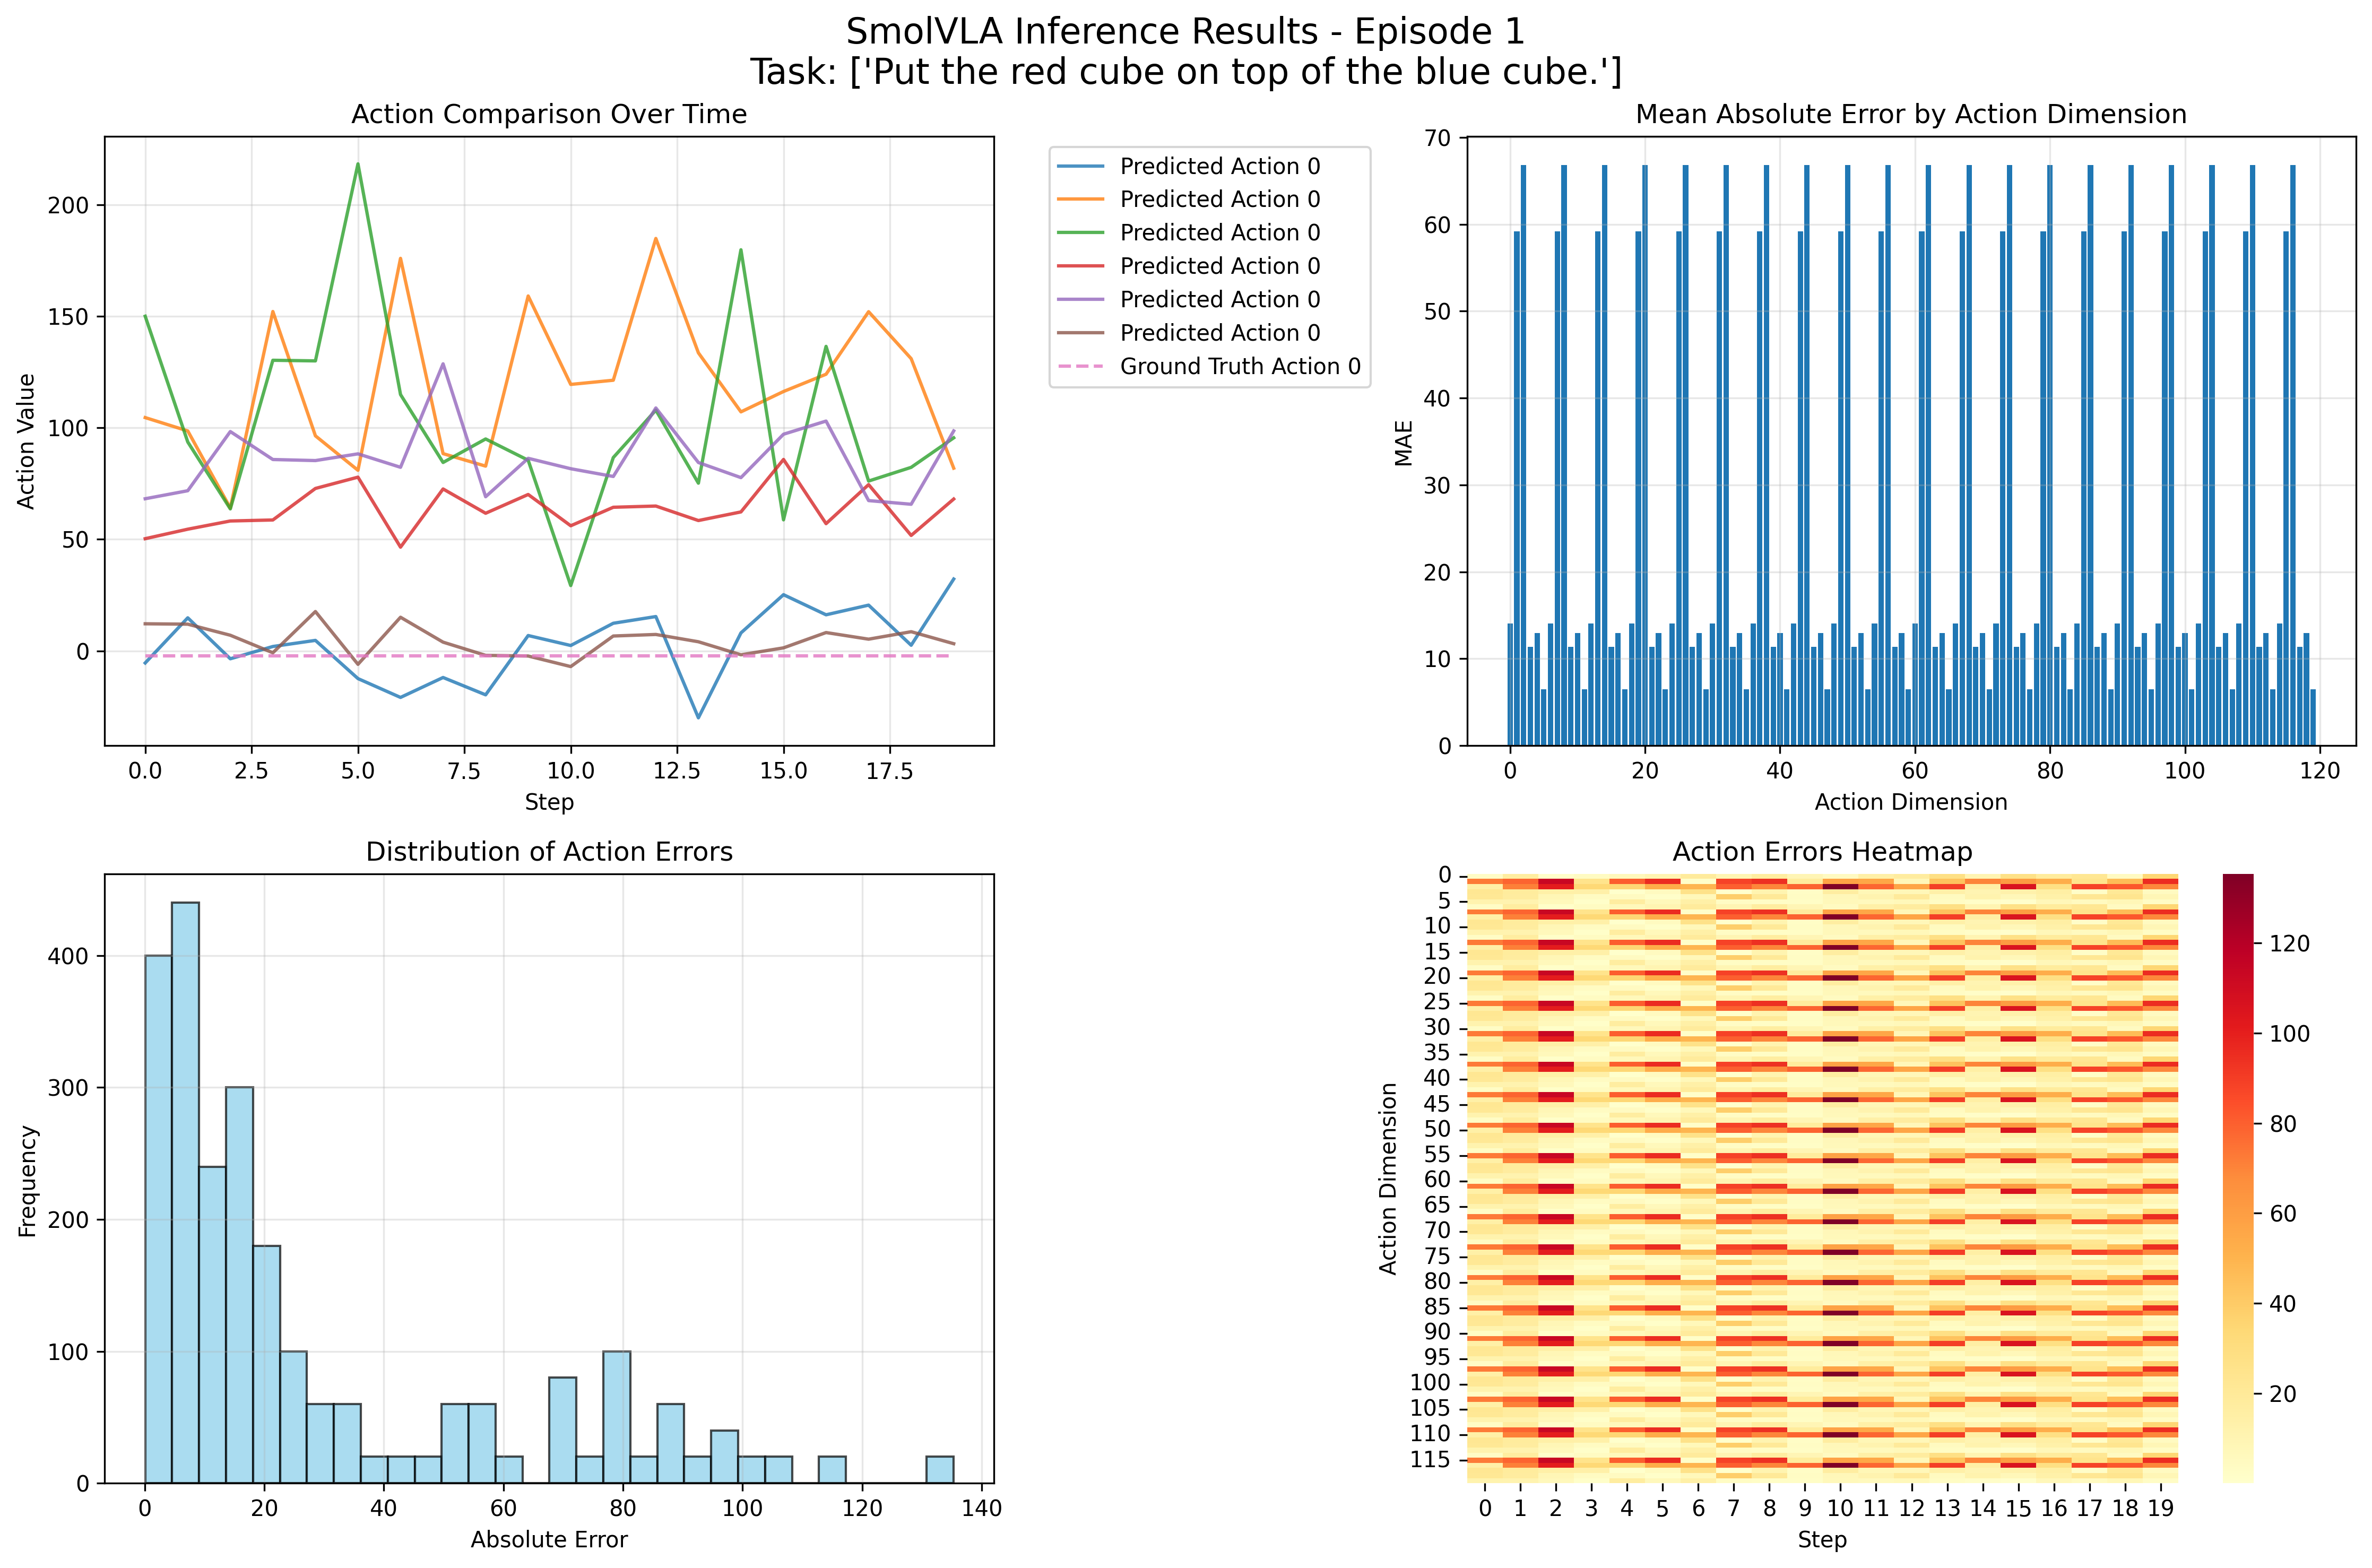 SmolVLA Inference Results - Episode 1
Task: ['Put the red cube on top of the blue cube.']
Action Comparison Over Time
Action Value
200
150
100
50
0
0.0 2.5 5.0 7.5 10.0 12.5 15.0 17.5
Step
Predicted Action 0
Predicted Action 0
Predicted Action 0
Predicted Action 0
Predicted Action 0
Predicted Action 0
Ground Truth Action 0
Mean Absolute Error by Action Dimension
MAE
70
60
50
40
30
20
10
0
0 20 40 60 80 100 120
Action Dimension
Distribution of Action Errors
Frequency
400
300
200
100
0
0 20 40 60 80 100 120 140
Absolute Error
Action Errors Heatmap
Action Dimension
0
5
10
15
20
25
30
35
40
45
50
55
60
65
70
75
80
85
90
95
100
105
110
115
0 1 2 3 4 5 6 7 8 9 10 11 12 13 14 15 16 17 18 19
Step
120
100
80
60
40
20